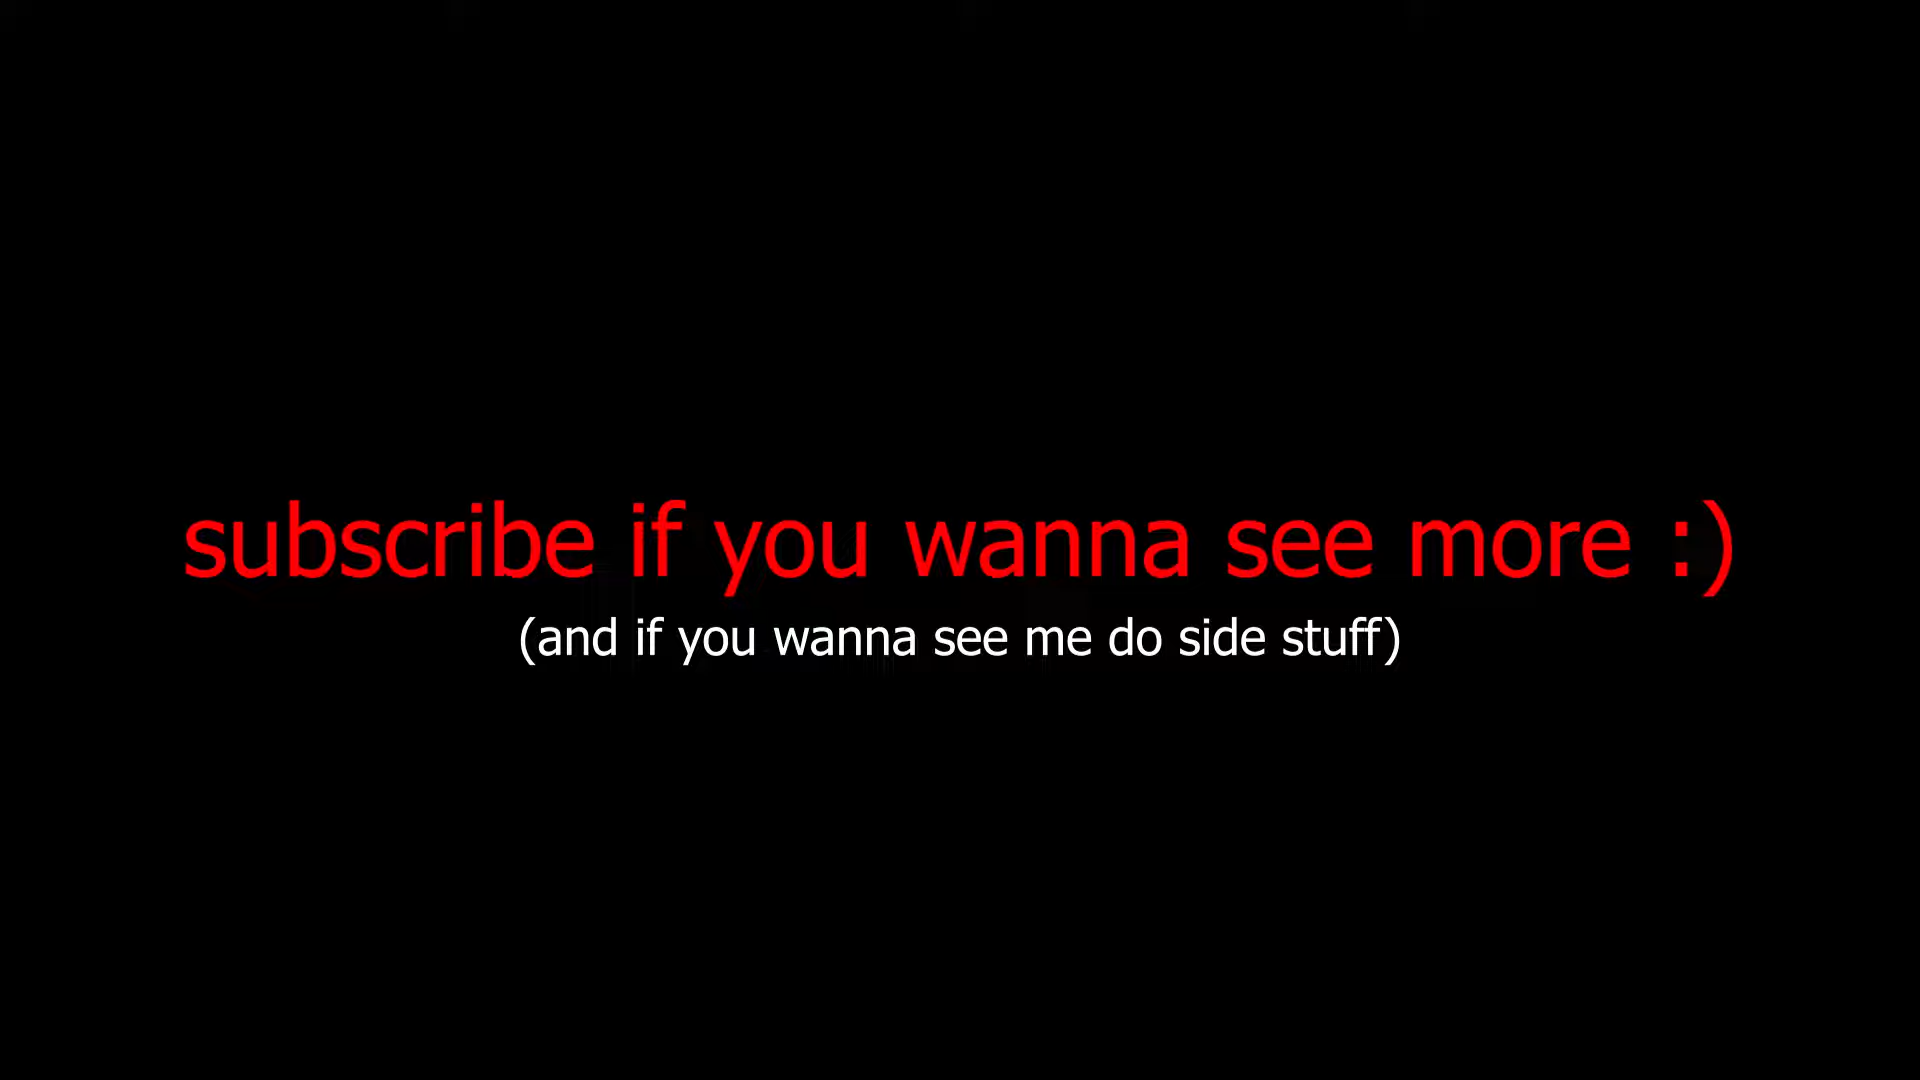 subscribe if you wanna see more :)
(and if you wanna see me do side stuff)